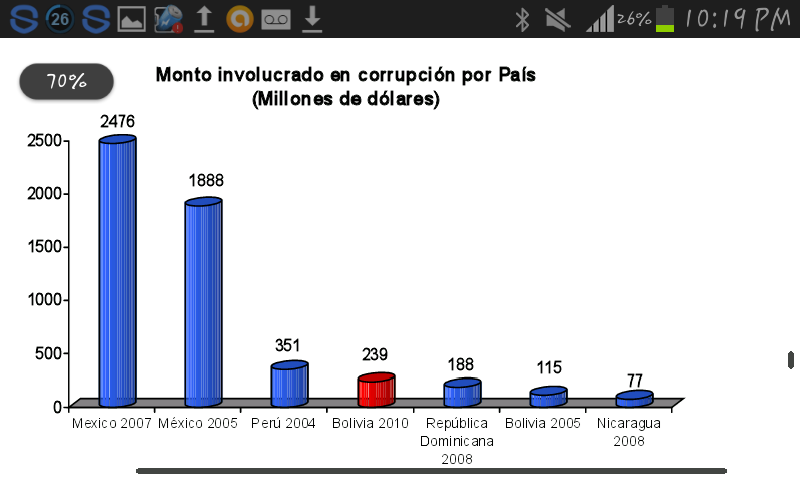 26
26%
10:19 PM
70%
Monto involucrado en corrupción por País
(Millones de dólares)
2476
1888
351
239
188
115
77
2500
2000
1500
1000
500
0
Mexico 2007
México 2005
Perú 2004
Bolivia 2010
República
Dominicana
2008
Bolivia 2005
Nicaragua
2008